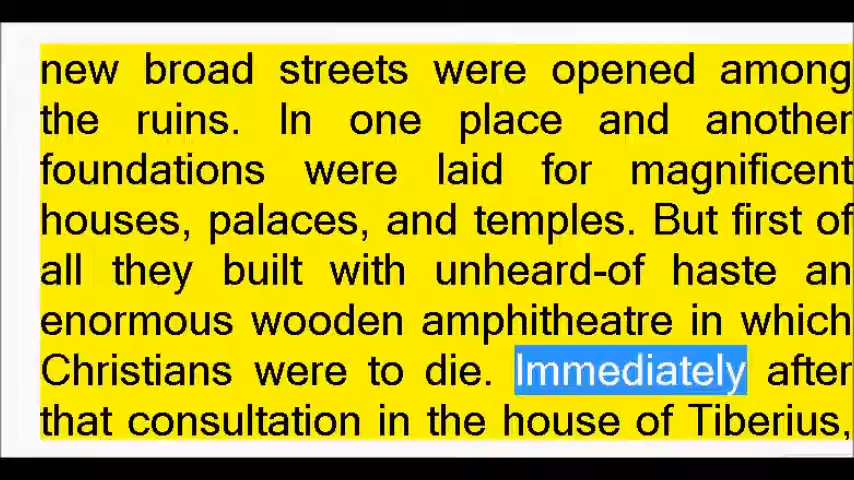 new broad streets were opened among
the ruins. In one place and another
foundations were laid for magnificent
houses, palaces, and temples. But first of
all they built with unheard-of haste an
enormous wooden amphitheatre in which
Christians were to die. Immediately after
that consultation in the house of Tiberius,